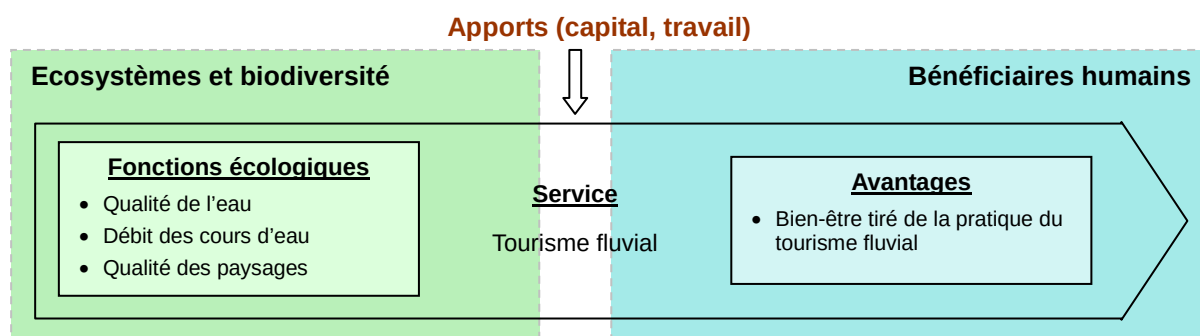 Apports (capital, travail)
Ecosystèmes et biodiversité
Bénéficiaires humains
Fonctions écologiques
• Qualité de l’eau
• Débit des cours d’eau
• Qualité des paysages
Service
Tourisme fluvial
Avantages
• Bien-être tiré de la pratique du
tourisme fluvial